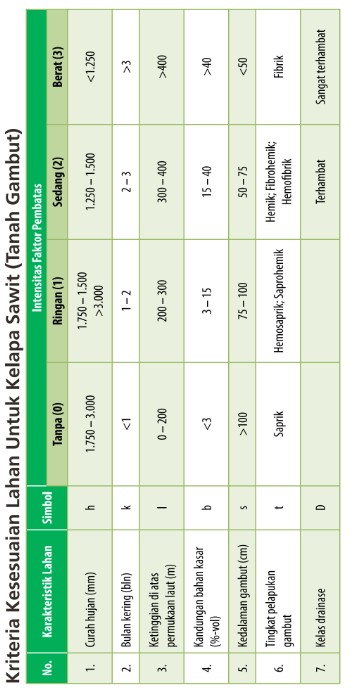 Kriteria Kesesuaian Lahan Untuk Kelapa Sawit (Tanah Gambut)
No. Karakteristik Lahan Simbol Intensitas Faktor Pembatas
Tanpa (0) Ringan (1) Sedang (2) Berat (3)
1. Curah hujan (mm) h 1.750 – 3.000 1.750 – 1.500 1.250 – 1.500 <1.250
>3.000
2. Bulan kering (bln) k <1 1 – 2 2 – 3 >3
3. Ketinggian di atas l 0 – 200 200 – 300 300 – 400 >400
permukaan laut (m)
4. Kandungan bahan kasar b <3 3 – 15 15 – 40 >40
(%-vol)
5. Kedalaman gambut (cm) s >100 75 – 100 50 – 75 <50
6. Tingkat pelapukan t Saprik Hemosaprik; Saprohemik Hemik; Fibrohemik; Fibrik
gambut Hemofibrik
7. Kelas drainase D Terhambat Sangat terhambat